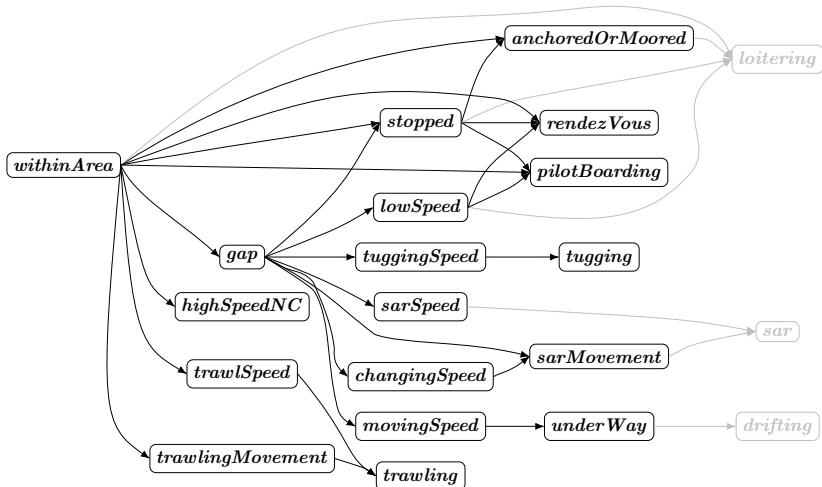 anchoredOrMoored
loitering
stopped
rendezVous
withinArea
pilotBoarding
lowSpeed
gap
tuggingSpeed
tugging
highSpeedNC
sarSpeed
sar
sarMovement
trawlSpeed
changingSpeed
movingSpeed
underWay
drifting
trawlingMovement
trawling